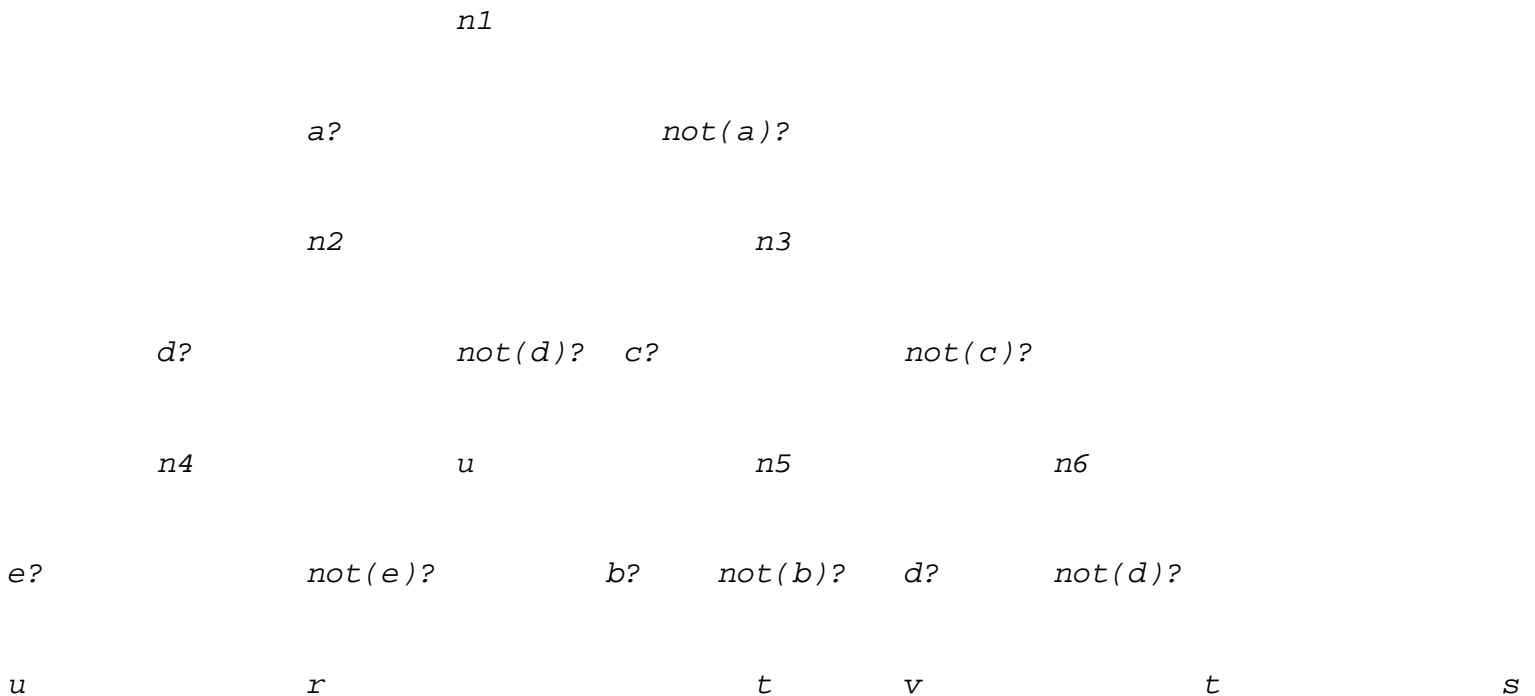 n1
a? not(a)?
n2 n3
d? not(d)? c? not(c)?
n4 u n5 n6
e? not(e)? b? not(b)? d? not(d)?
u r t v t s